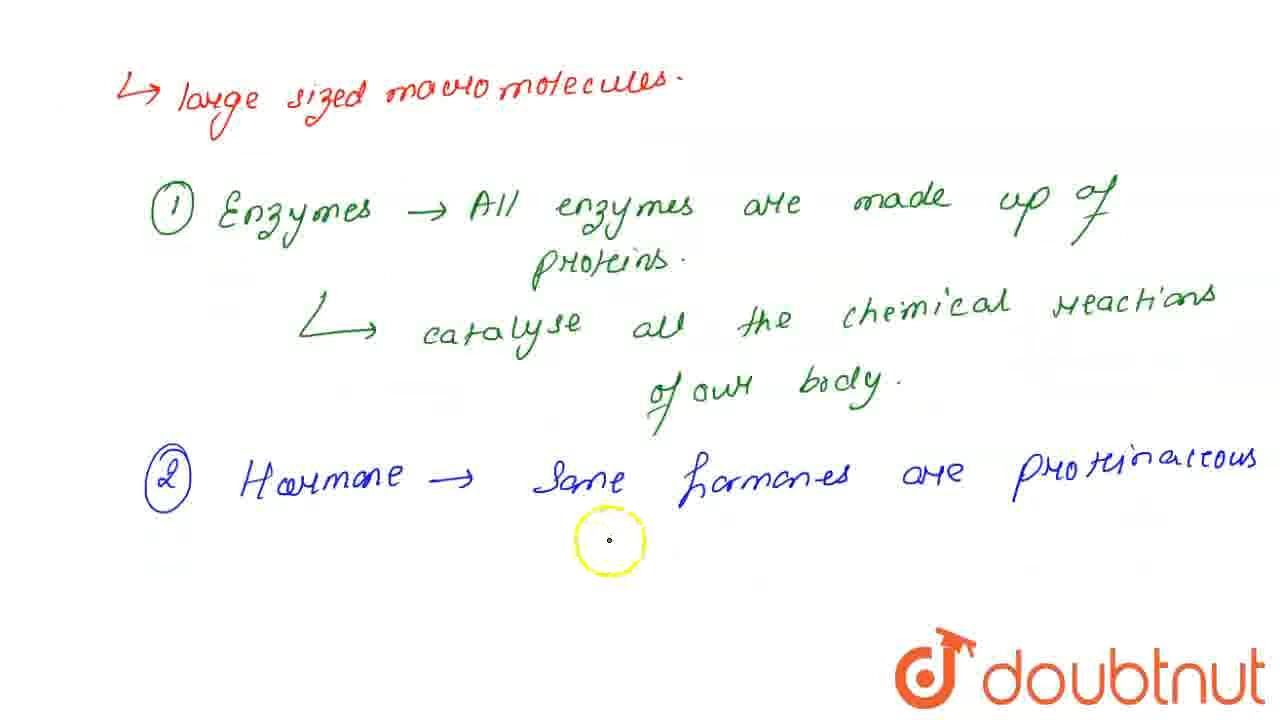 ↳ large sized macromolecules.
① Enzymes → All enzymes are made up of
proteins.
↳ catalyse all the chemical reactions
of our body.
② Hormone → Some hormones are proteinaceous
doubtnut